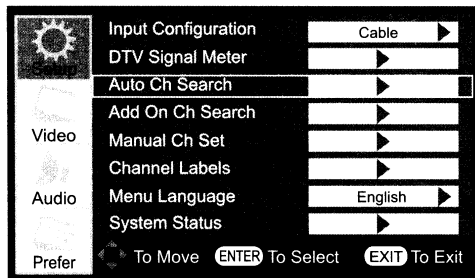 Setup
Video
Audio
Prefer
Input Configuration Cable
DTV Signal Meter
Auto Ch Search
Add On Ch Search
Manual Ch Set
Channel Labels
Menu Language English
System Status
To Move ENTER To Select EXIT To Exit